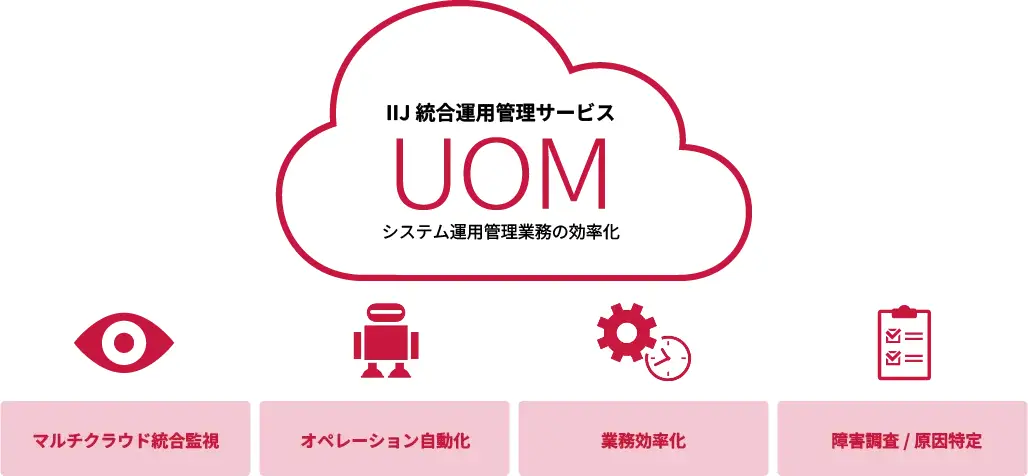 IIJ 統合運用管理サービス
UOM
システム運用管理業務の効率化
マルチクラウド統合監視
オペレーション自動化
業務効率化
障害調査 / 原因特定